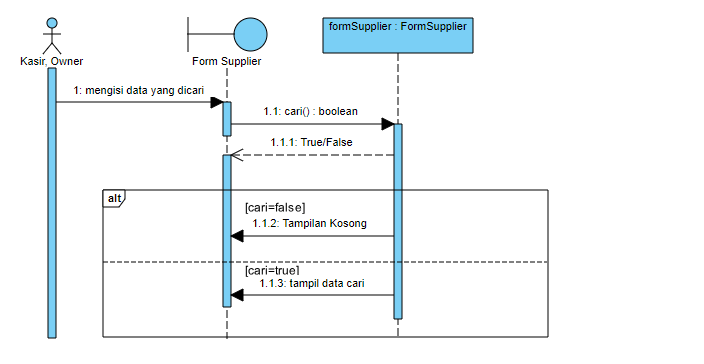 formSupplier : FormSupplier
Kasir, Owner
Form Supplier
1: mengisi data yang dicari
1.1: cari() : boolean
1.1.1: True/False
alt
[cari=false]
1.1.2: Tampilan Kosong
[cari=true]
1.1.3: tampil data cari